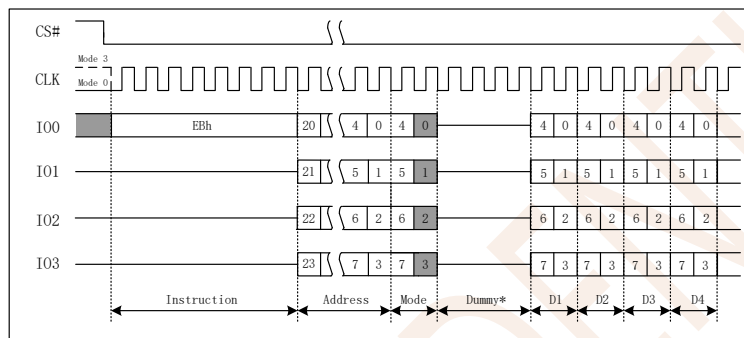 CS#
Mode 3
CLK
Mode 0
IO0 EBh 20 4 0 4 0 4 0 4 0 4 0 4 0
IO1 21 5 1 5 1 5 1 5 1 5 1 5 1
IO2 22 6 2 6 2 6 2 6 2 6 2 6 2
IO3 23 7 3 7 3 7 3 7 3 7 3 7 3
Instruction Address Mode Dummy* D1 D2 D3 D4